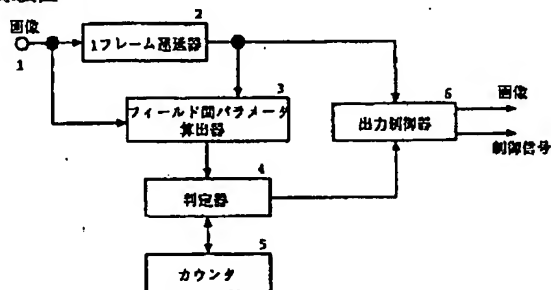 画像
1
2
1フレーム遅延器
3
フィールド間パラメータ
算出器
6
出力制御器
画像
制御信号
4
判定器
5
カウンタ